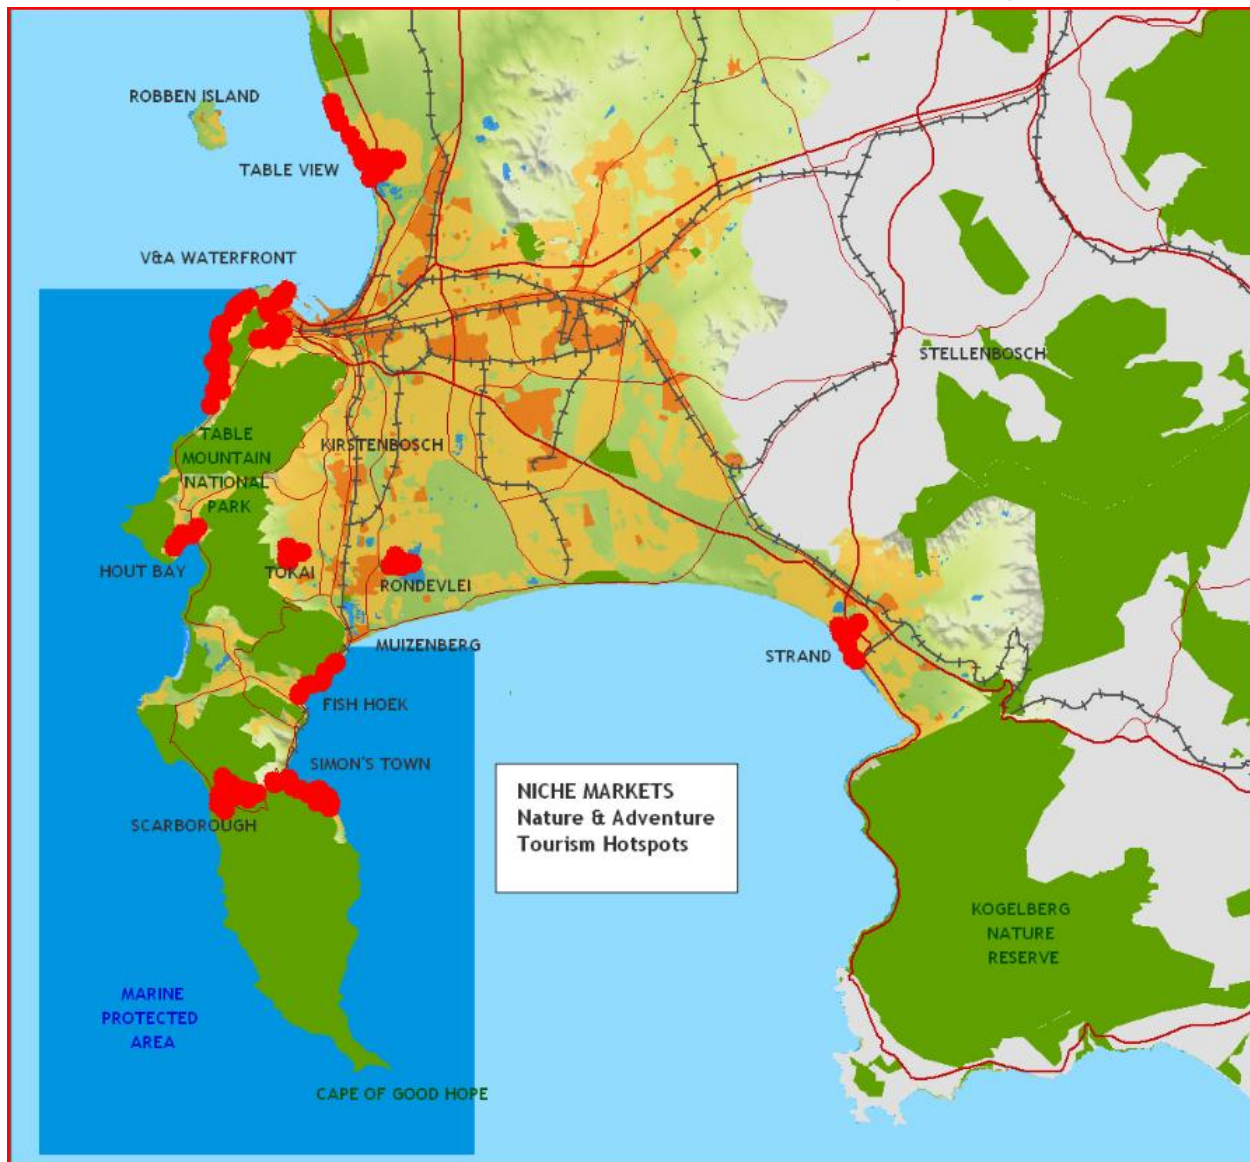 ROBBEN ISLAND
TABLE VIEW
V&A WATERFRONT
STELLENBOSCH
TABLE
MOUNTAIN
NATIONAL
PARK
KIRSTENBOSCH
HOUT BAY
TOKAI
RONDEVLEI
MUIZENBERG
STRAND
FISH HOEK
SIMON'S TOWN
SCARBOROUGH
NICHE MARKETS
Nature & Adventure
Tourism Hotspots
KOGELBERG
NATURE
RESERVE
MARINE
PROTECTED
AREA
CAPE OF GOOD HOPE